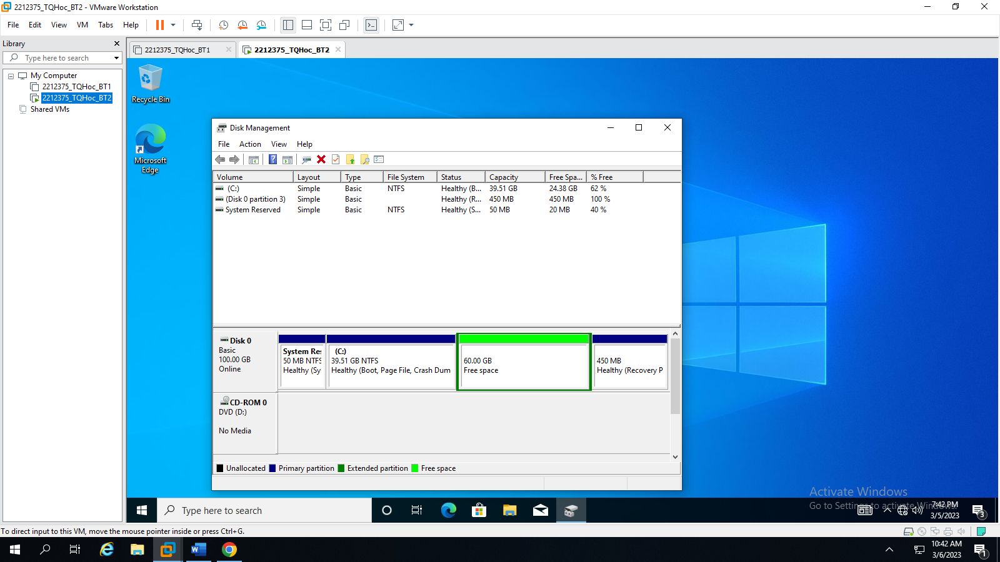 2212375_TQHoc_BT2 - VMware Workstation
File Edit View VM Tabs Help
Library
Type here to search
My Computer
2212375_TQHoc_BT1
2212375_TQHoc_BT2
Shared VMs
2212375_TQHoc_BT1
2212375_TQHoc_BT2
Recycle Bin
Microsoft
Edge
Disk Management
File Action View Help
Volume Layout Type File System Status Capacity Free Spa... % Free
(C:) Simple Basic NTFS Healthy (B... 39.51 GB 24.38 GB 62 %
(Disk 0 partition 3) Simple Basic Healthy (R... 450 MB 450 MB 100 %
System Reserved Simple Basic NTFS Healthy (S... 50 MB 20 MB 40 %
Disk 0
Basic
100.00 GB
Online
System Re
50 MB NTFS
Healthy (Sy
(C:)
39.51 GB NTFS
Healthy (Boot, Page File, Crash Dum
60.00 GB
Free space
450 MB
Healthy (Recovery P
CD-ROM 0
DVD (D:)
No Media
Unallocated Primary partition Extended partition Free space
Activate Windows
Go to Settings to activate Windows.
Type here to search
7:42 PM
3/5/2023
3
To direct input to this VM, move the mouse pointer inside or press Ctrl+G.
10:42 AM
3/6/2023
1